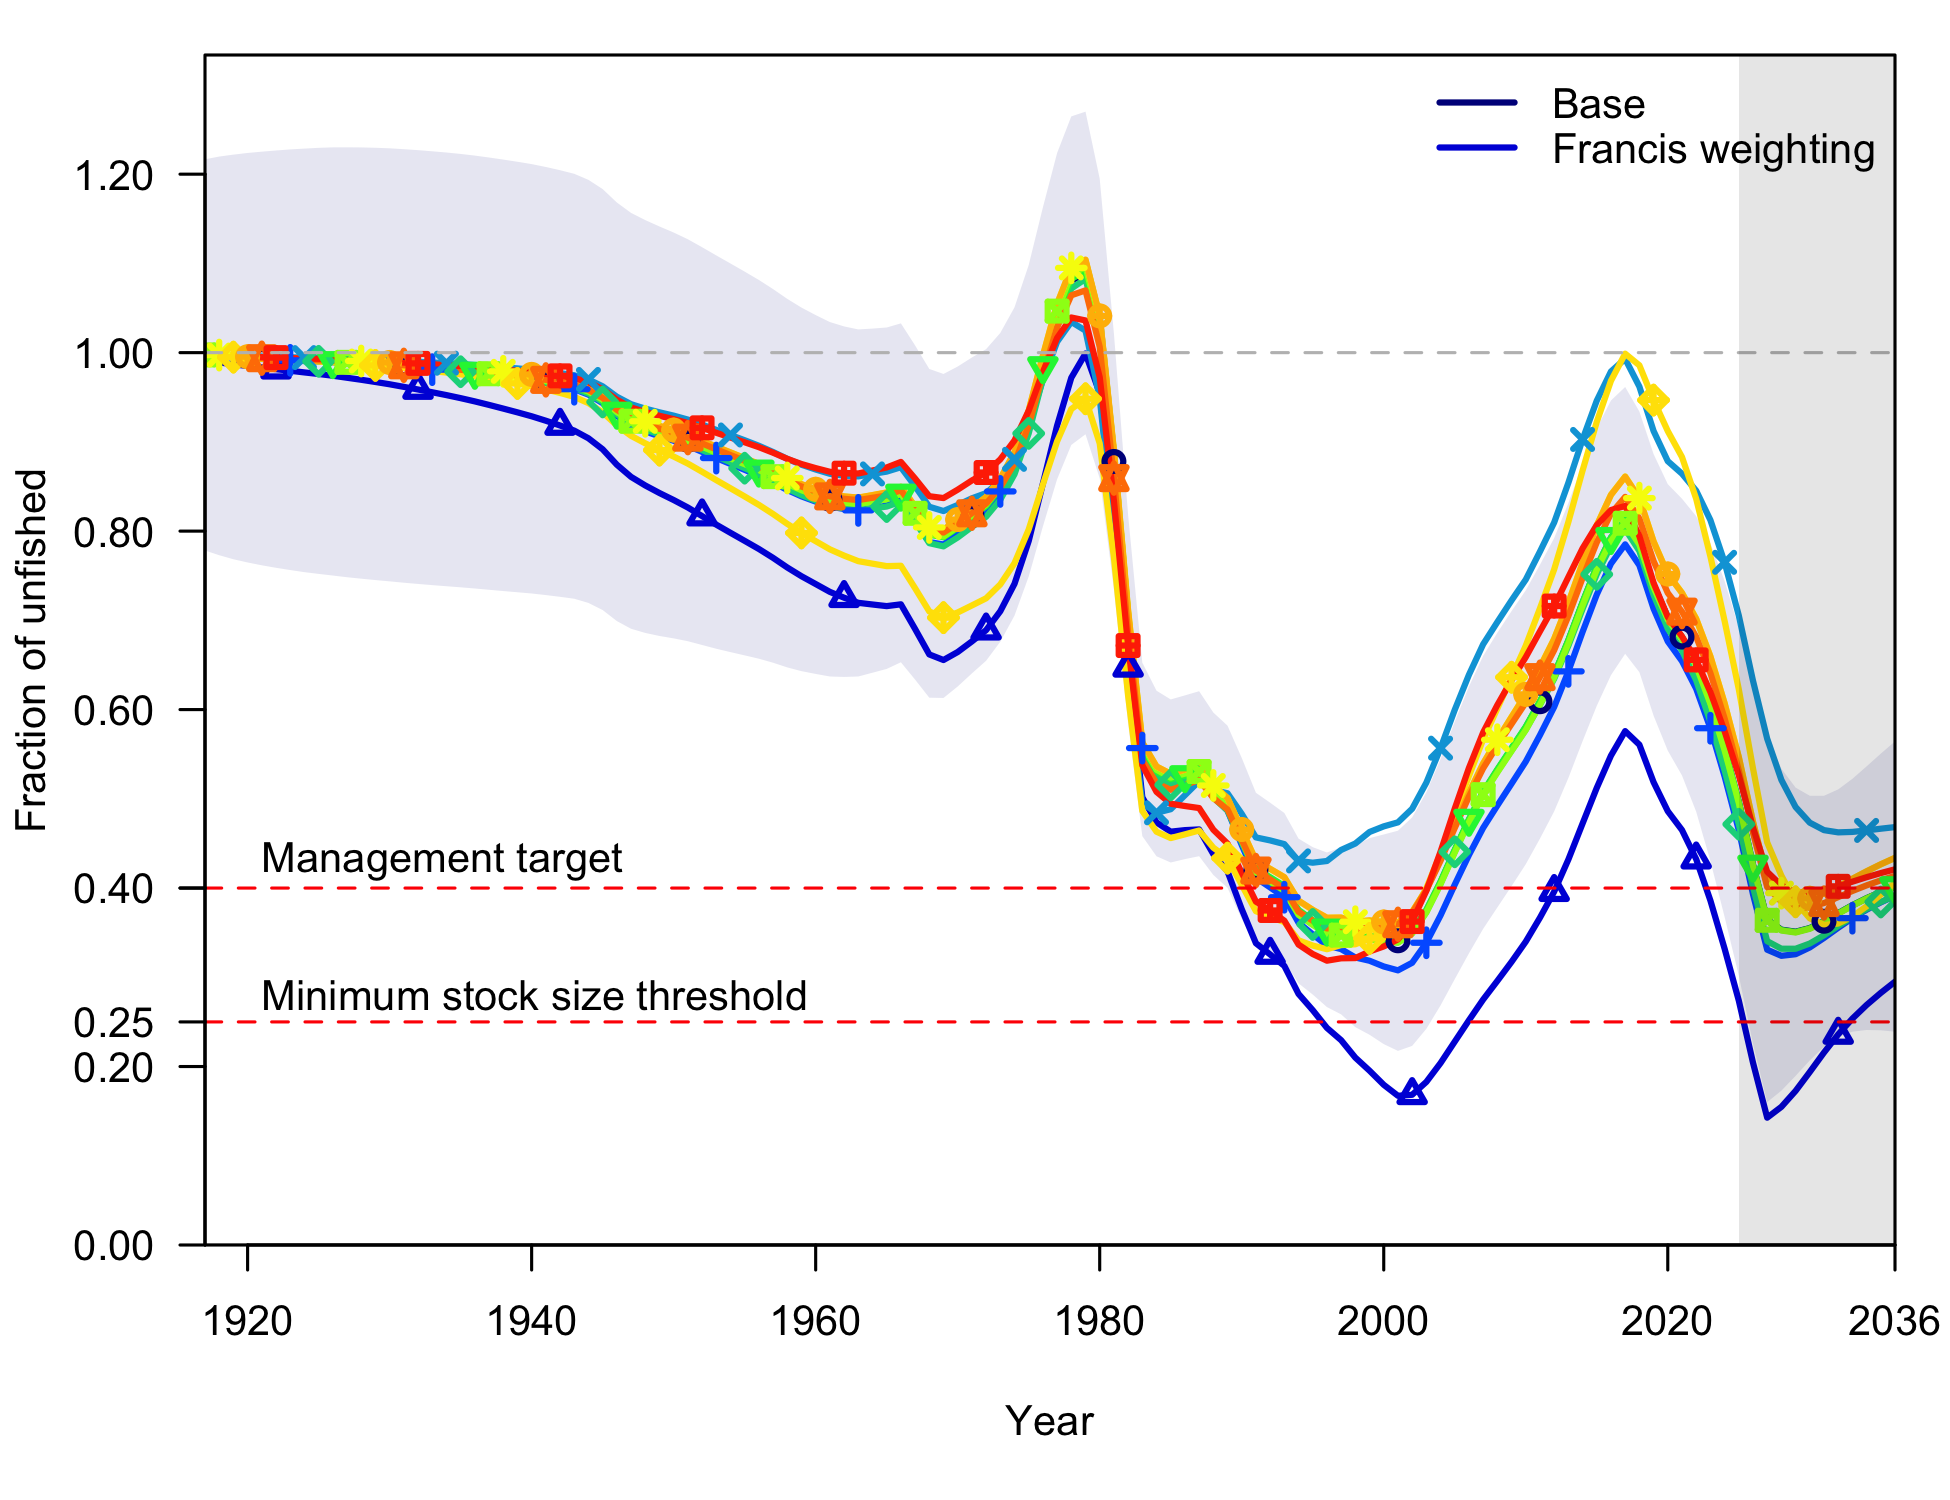 Base
Francis weighting
1.20
1.00
0.80
0.60
0.40
0.25
0.20
0.00
Fraction of unfished
Management target
Minimum stock size threshold
1920
1940
1960
1980
2000
2020
2036
Year